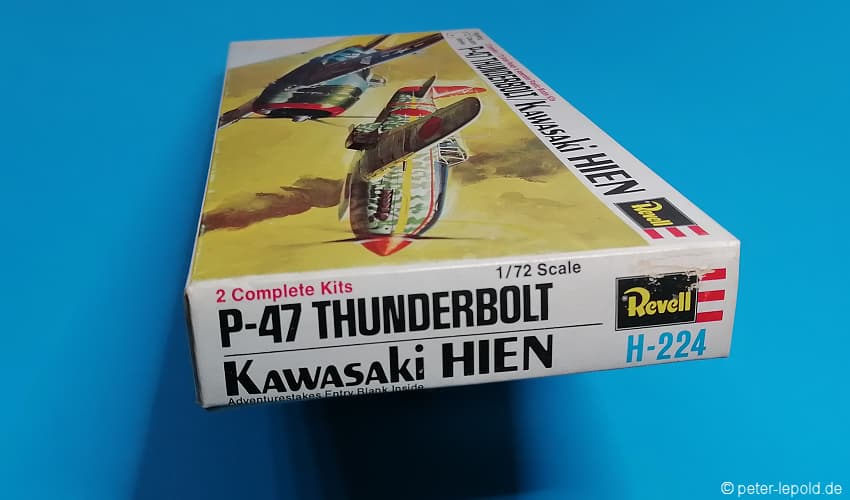 P-47 THUNDERBOLT
KAWASAKI HIEN
Revell
2 Complete Kits
1/72 Scale
P-47 THUNDERBOLT
KAWASAKi HIEN
Adventurestakes Entry Blank Inside
Revell
H-224
© peter-lepold.de